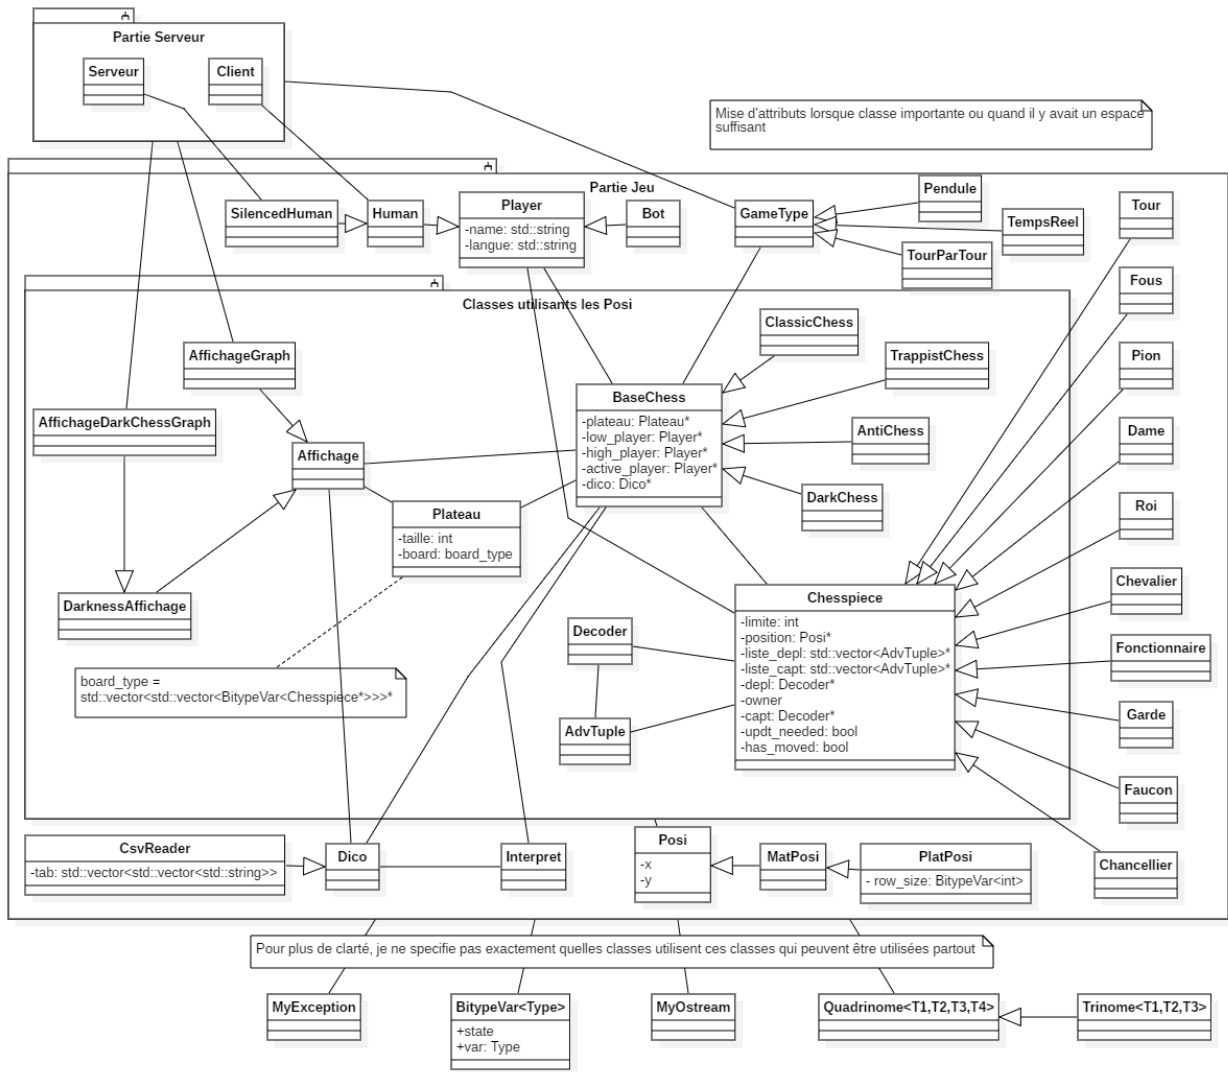 Partie Serveur
Serveur
Client
Mise d'attributs lorsque classe importante ou quand il y avait un espace
suffisant
Partie Jeu
SilencedHuman
Human
Player
-name: std::string
-langue: std::string
Bot
GameType
Pendule
TempsReel
TourParTour
Tour
Fous
Pion
Dame
Roi
Chevalier
Fonctionnaire
Garde
Faucon
Chancellier
Classes utilisants les Posi
AffichageGraph
AffichageDarkChessGraph
Affichage
DarknessAffichage
Plateau
-taille: int
-board: board_type
board_type =
std::vector<std::vector<BitypeVar<Chesspiece*>>>*
BaseChess
-plateau: Plateau*
-low_player: Player*
-high_player: Player*
-active_player: Player*
-dico: Dico*
ClassicChess
TrappistChess
AntiChess
DarkChess
Chesspiece
-limite: int
-position: Posi*
-liste_depl: std::vector<AdvTuple>*
-liste_capt: std::vector<AdvTuple>*
-depl: Decoder*
-owner
-capt: Decoder*
-updt_needed: bool
-has_moved: bool
Decoder
AdvTuple
CsvReader
-tab: std::vector<std::vector<std::string>>
Dico
Interpret
Posi
-x
-y
MatPosi
PlatPosi
- row_size: BitypeVar<int>
Pour plus de clarté, je ne specifie pas exactement quelles classes utilisent ces classes qui peuvent être utilisées partout
MyException
BitypeVar<Type>
+state
+var: Type
MyOstream
Quadrinome<T1,T2,T3,T4>
Trinome<T1,T2,T3>